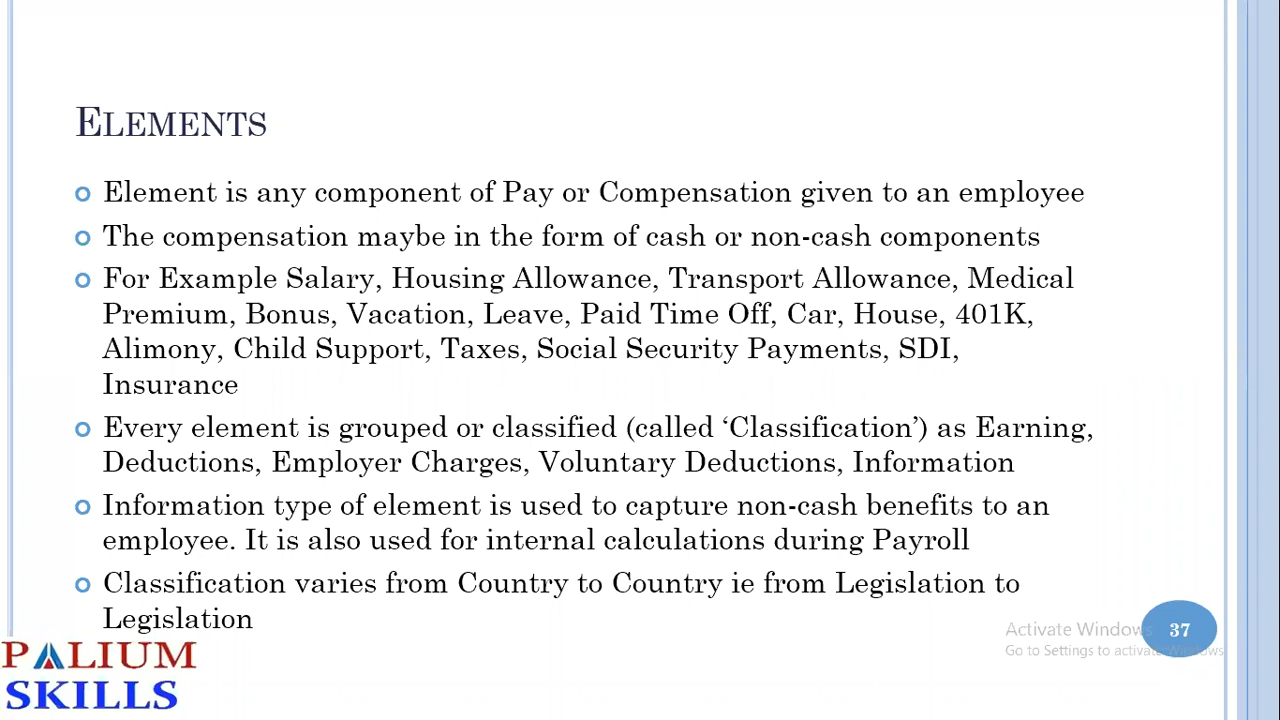 ELEMENTS
Element is any component of Pay or Compensation given to an employee
The compensation maybe in the form of cash or non-cash components
For Example Salary, Housing Allowance, Transport Allowance, Medical
Premium, Bonus, Vacation, Leave, Paid Time Off, Car, House, 401K,
Alimony, Child Support, Taxes, Social Security Payments, SDI,
Insurance
Every element is grouped or classified (called ‘Classification’) as Earning,
Deductions, Employer Charges, Voluntary Deductions, Information
Information type of element is used to capture non-cash benefits to an
employee. It is also used for internal calculations during Payroll
Classification varies from Country to Country ie from Legislation to
Legislation
Activate Windows
Go to Settings to activate Windows
37
PALIUM
SKILLS